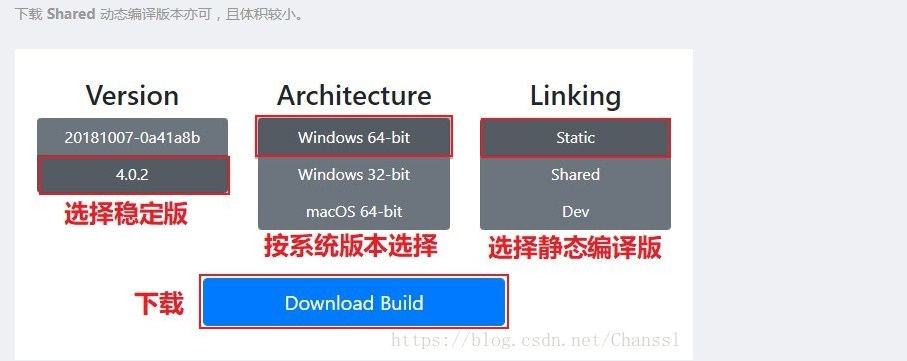 下载 Shared 动态编译版本亦可，且体积较小。
Version
Architecture
Linking
20181007-0a41a8b
Windows 64-bit
Static
4.0.2
Windows 32-bit
Shared
macOS 64-bit
Dev
选择稳定版
按系统版本选择
选择静态编译版
下载
Download Build
https://blog.csdn.net/Chanssl